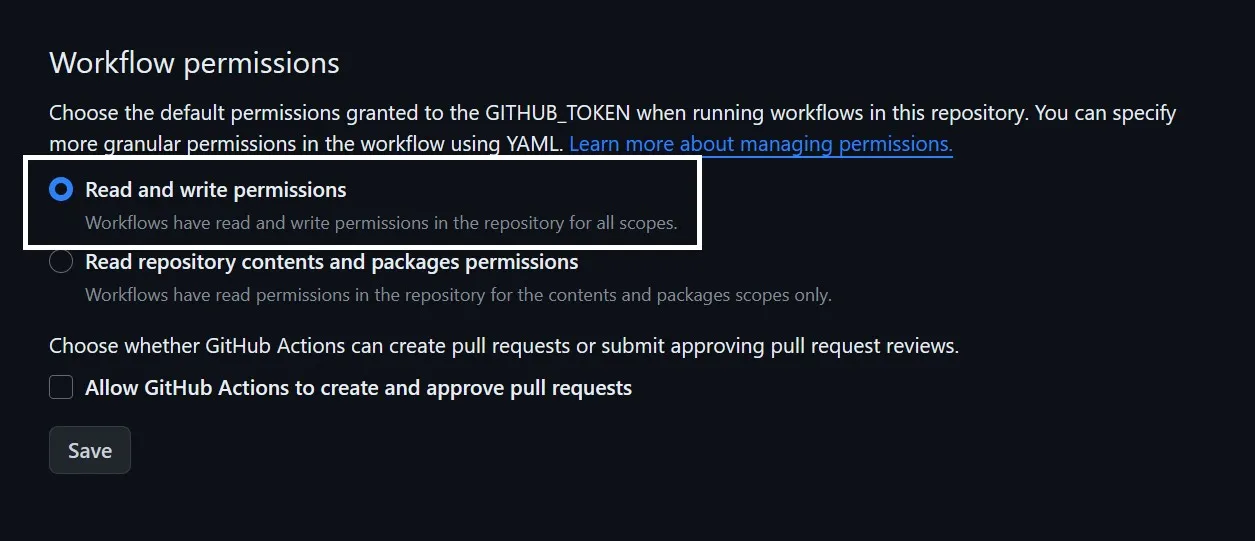 Workflow permissions
Choose the default permissions granted to the GITHUB_TOKEN when running workflows in this repository. You can specify
more granular permissions in the workflow using YAML. Learn more about managing permissions.
Read and write permissions
Workflows have read and write permissions in the repository for all scopes.
Read repository contents and packages permissions
Workflows have read permissions in the repository for the contents and packages scopes only.
Choose whether GitHub Actions can create pull requests or submit approving pull request reviews.
Allow GitHub Actions to create and approve pull requests
Save